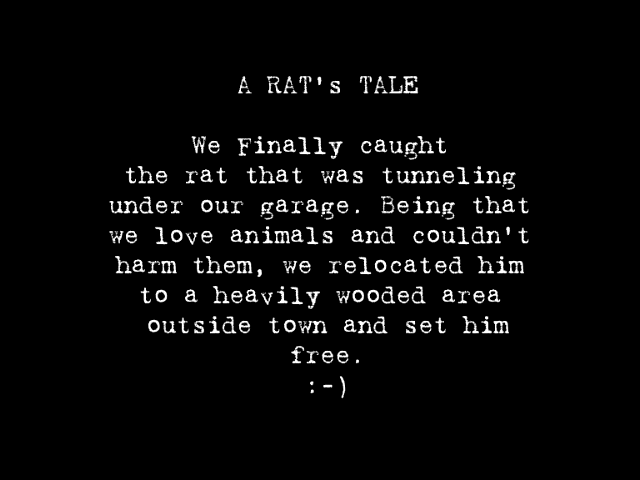 A RAT's TALE
We Finally caught
the rat that was tunneling
under our garage. Being that
we love animals and couldn't
harm them, we relocated him
to a heavily wooded area
outside town and set him
free.
:-)